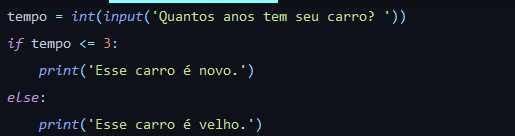 tempo = int(input('Quantos anos tem seu carro? '))
if tempo <= 3:
    print('Esse carro é novo.')
else:
    print('Esse carro é velho.')